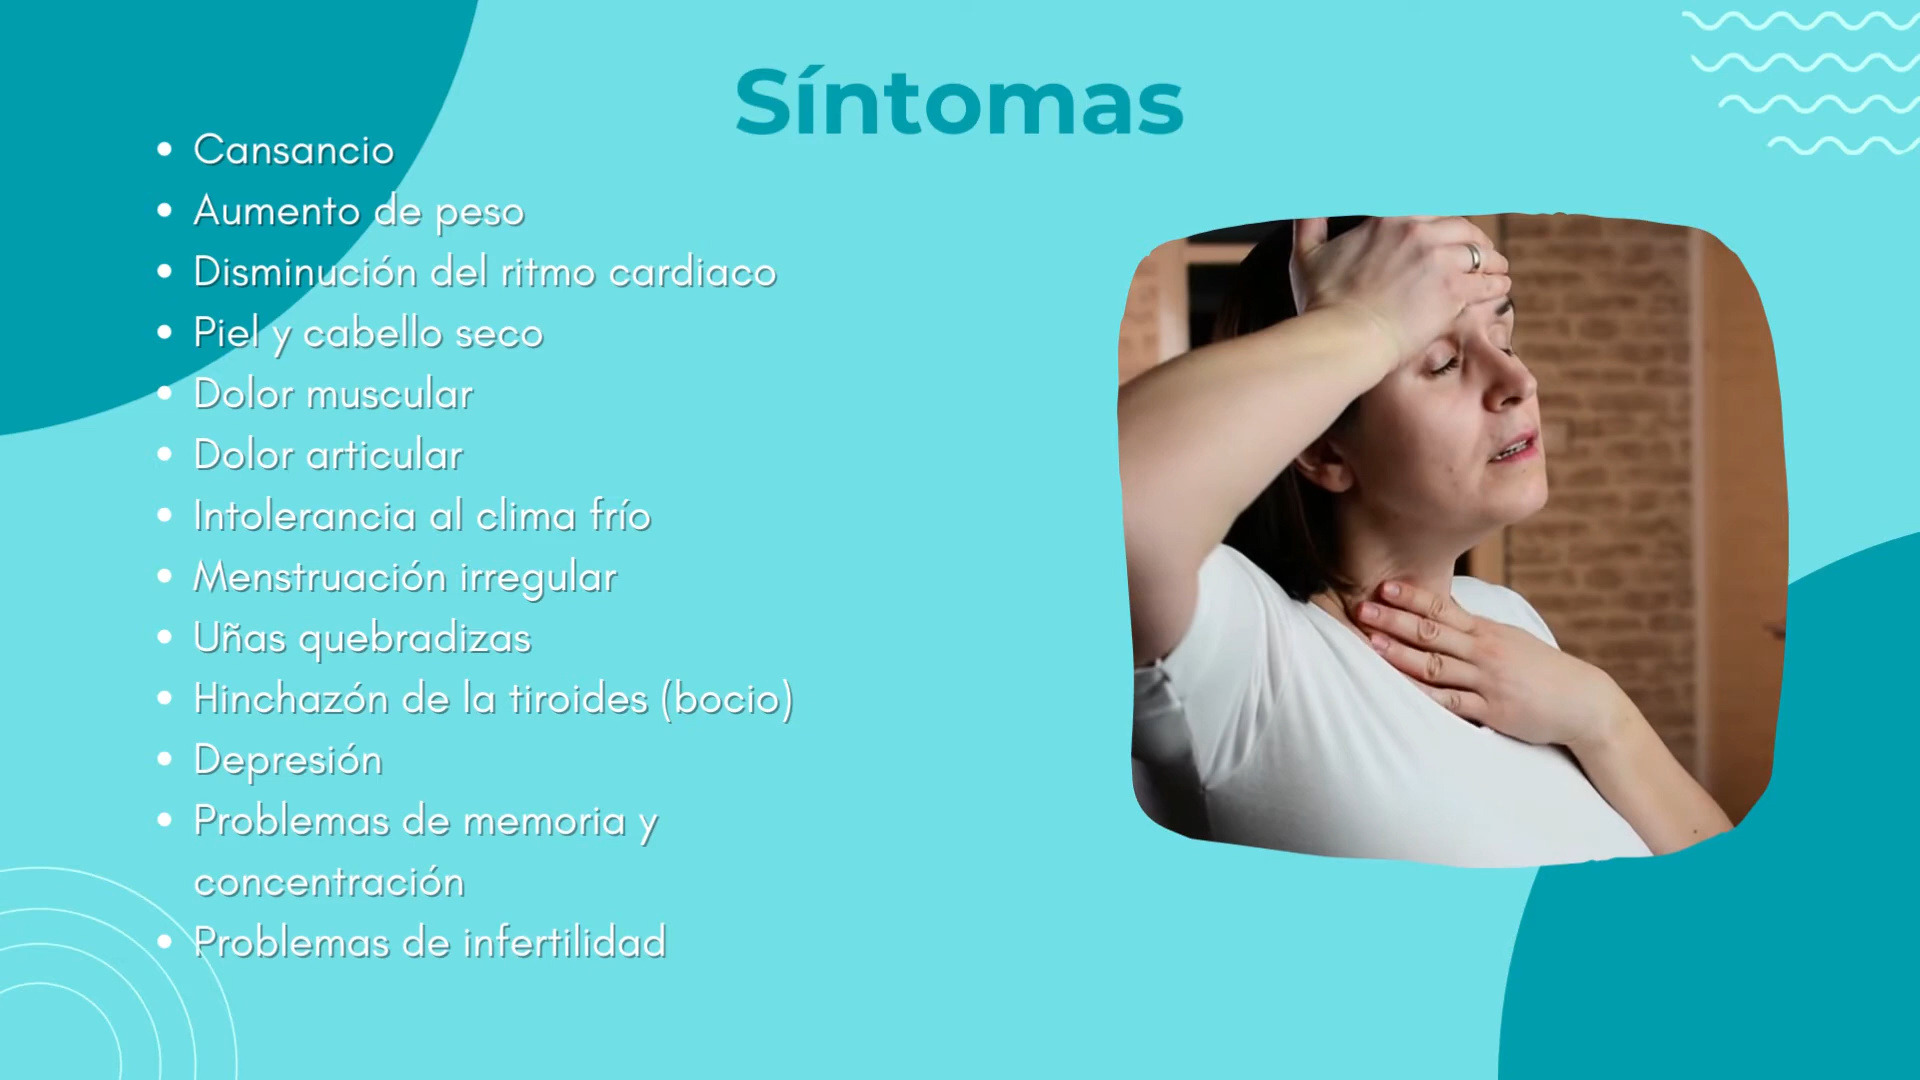 Síntomas
Cansancio
Aumento de peso
Disminución del ritmo cardiaco
Piel y cabello seco
Dolor muscular
Dolor articular
Intolerancia al clima frío
Menstruación irregular
Uñas quebradizas
Hinchazón de la tiroides (bocio)
Depresión
Problemas de memoria y
concentración
Problemas de infertilidad